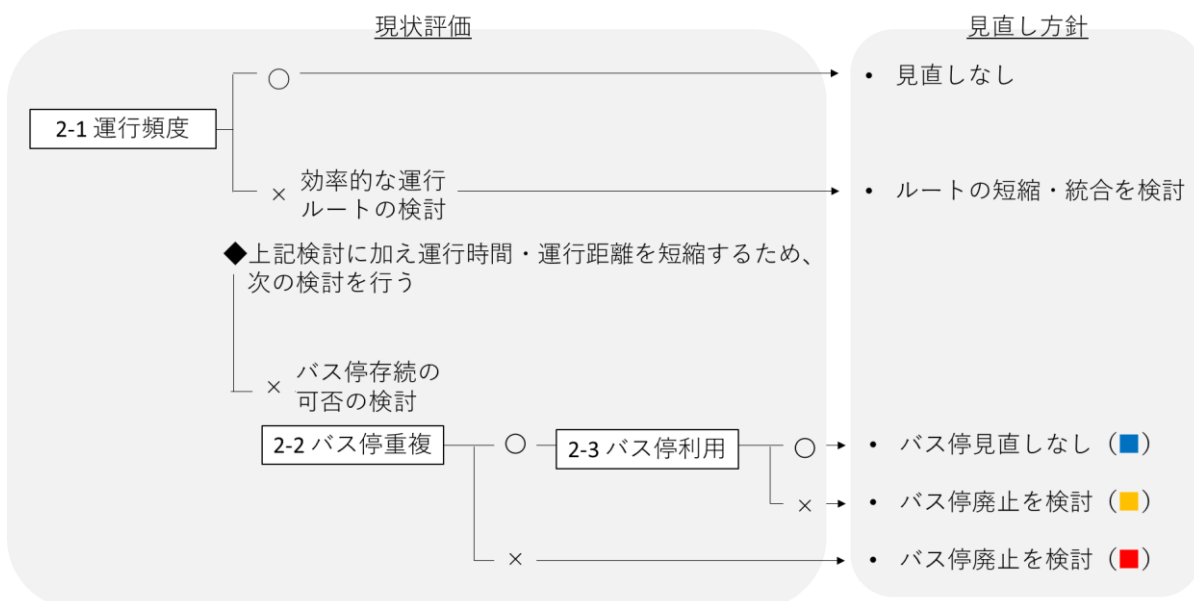 現状評価
見直し方針
○
• 見直しなし
2-1 運行頻度
× 効率的な運行
ルートの検討
• ルートの短縮・統合を検討
◆上記検討に加え運行時間・運行距離を短縮するため、
次の検討を行う
× バス停存続の
可否の検討
2-2 バス停重複
○
2-3 バス停利用
○
• バス停見直しなし（■）
×
• バス停廃止を検討（■）
×
• バス停廃止を検討（■）